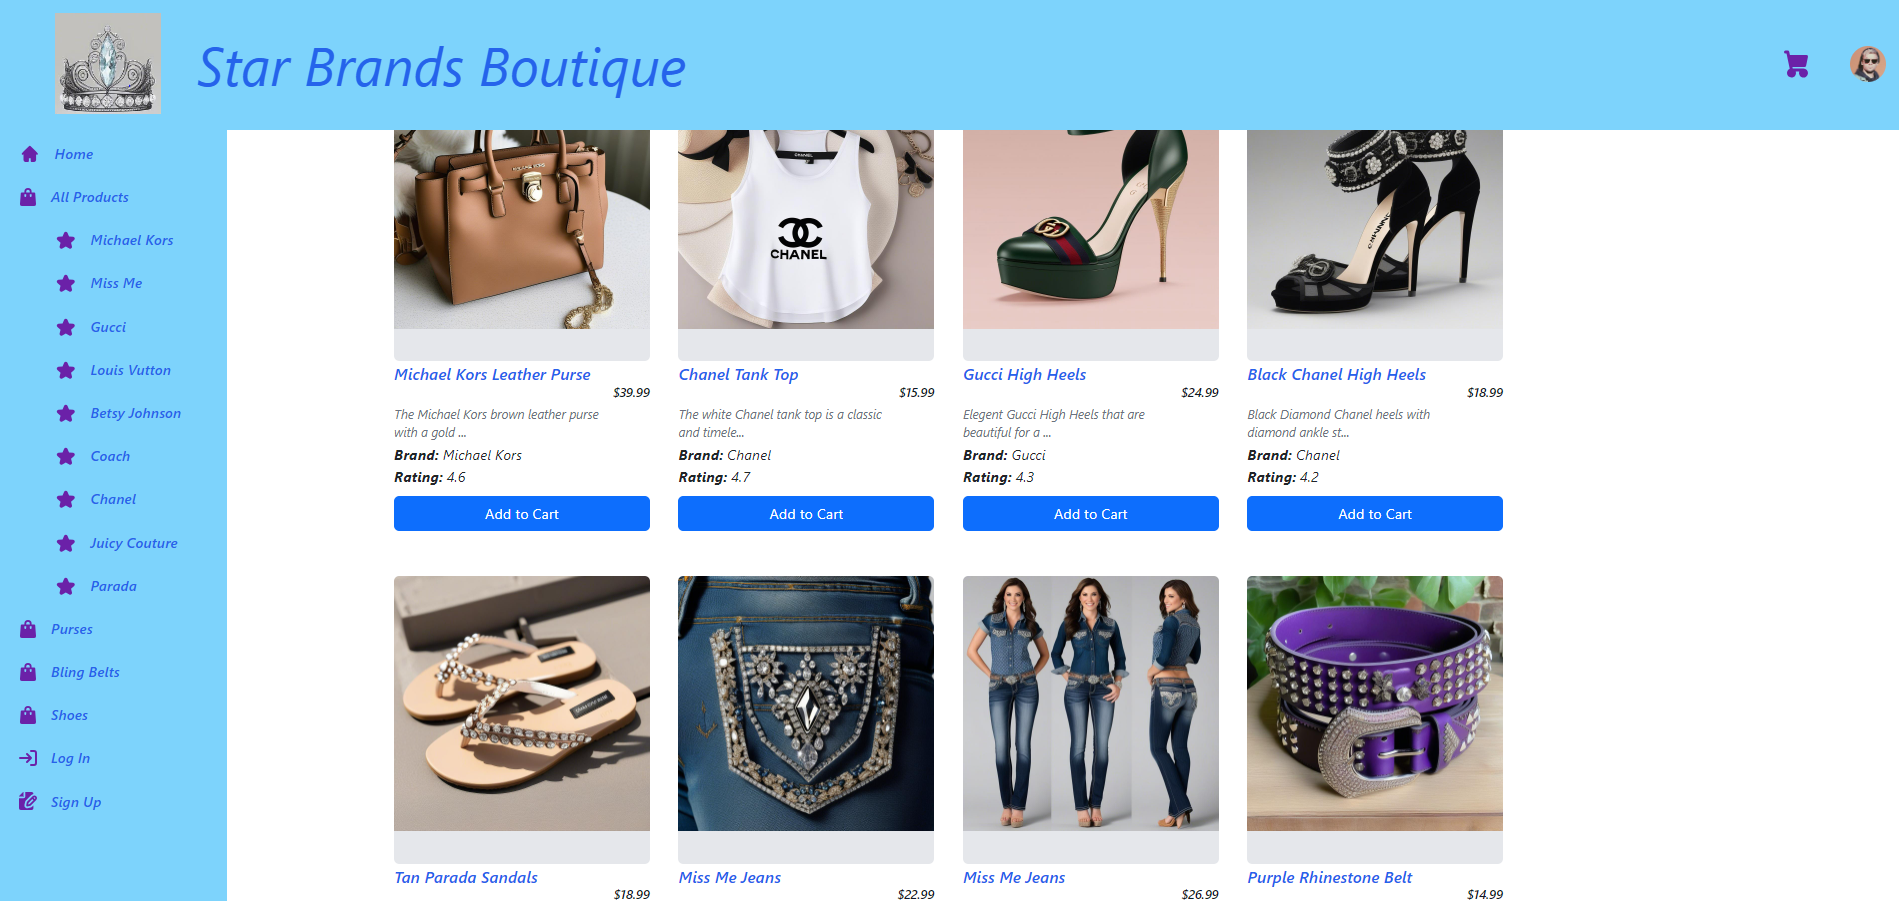 Star Brands Boutique
Home
All Products
Michael Kors
Miss Me
Gucci
Louis Vutton
Betsy Johnson
Coach
Chanel
Juicy Couture
Parada
Purses
Bling Belts
Shoes
Log In
Sign Up
CHANEL
CHANEL
Michael Kors Leather Purse
$39.99
The Michael Kors brown leather purse
with a gold ...
Brand: Michael Kors
Rating: 4.6
Add to Cart
Chanel Tank Top
$15.99
The white Chanel tank top is a classic
and timele...
Brand: Chanel
Rating: 4.7
Add to Cart
Gucci High Heels
$24.99
Elegent Gucci High Heels that are
beautiful for a ...
Brand: Gucci
Rating: 4.3
Add to Cart
Black Chanel High Heels
$18.99
Black Diamond Chanel heels with
diamond ankle st...
Brand: Chanel
Rating: 4.2
Add to Cart
Tan Parada Sandals
$18.99
Miss Me Jeans
$22.99
Miss Me Jeans
$26.99
Purple Rhinestone Belt
$14.99